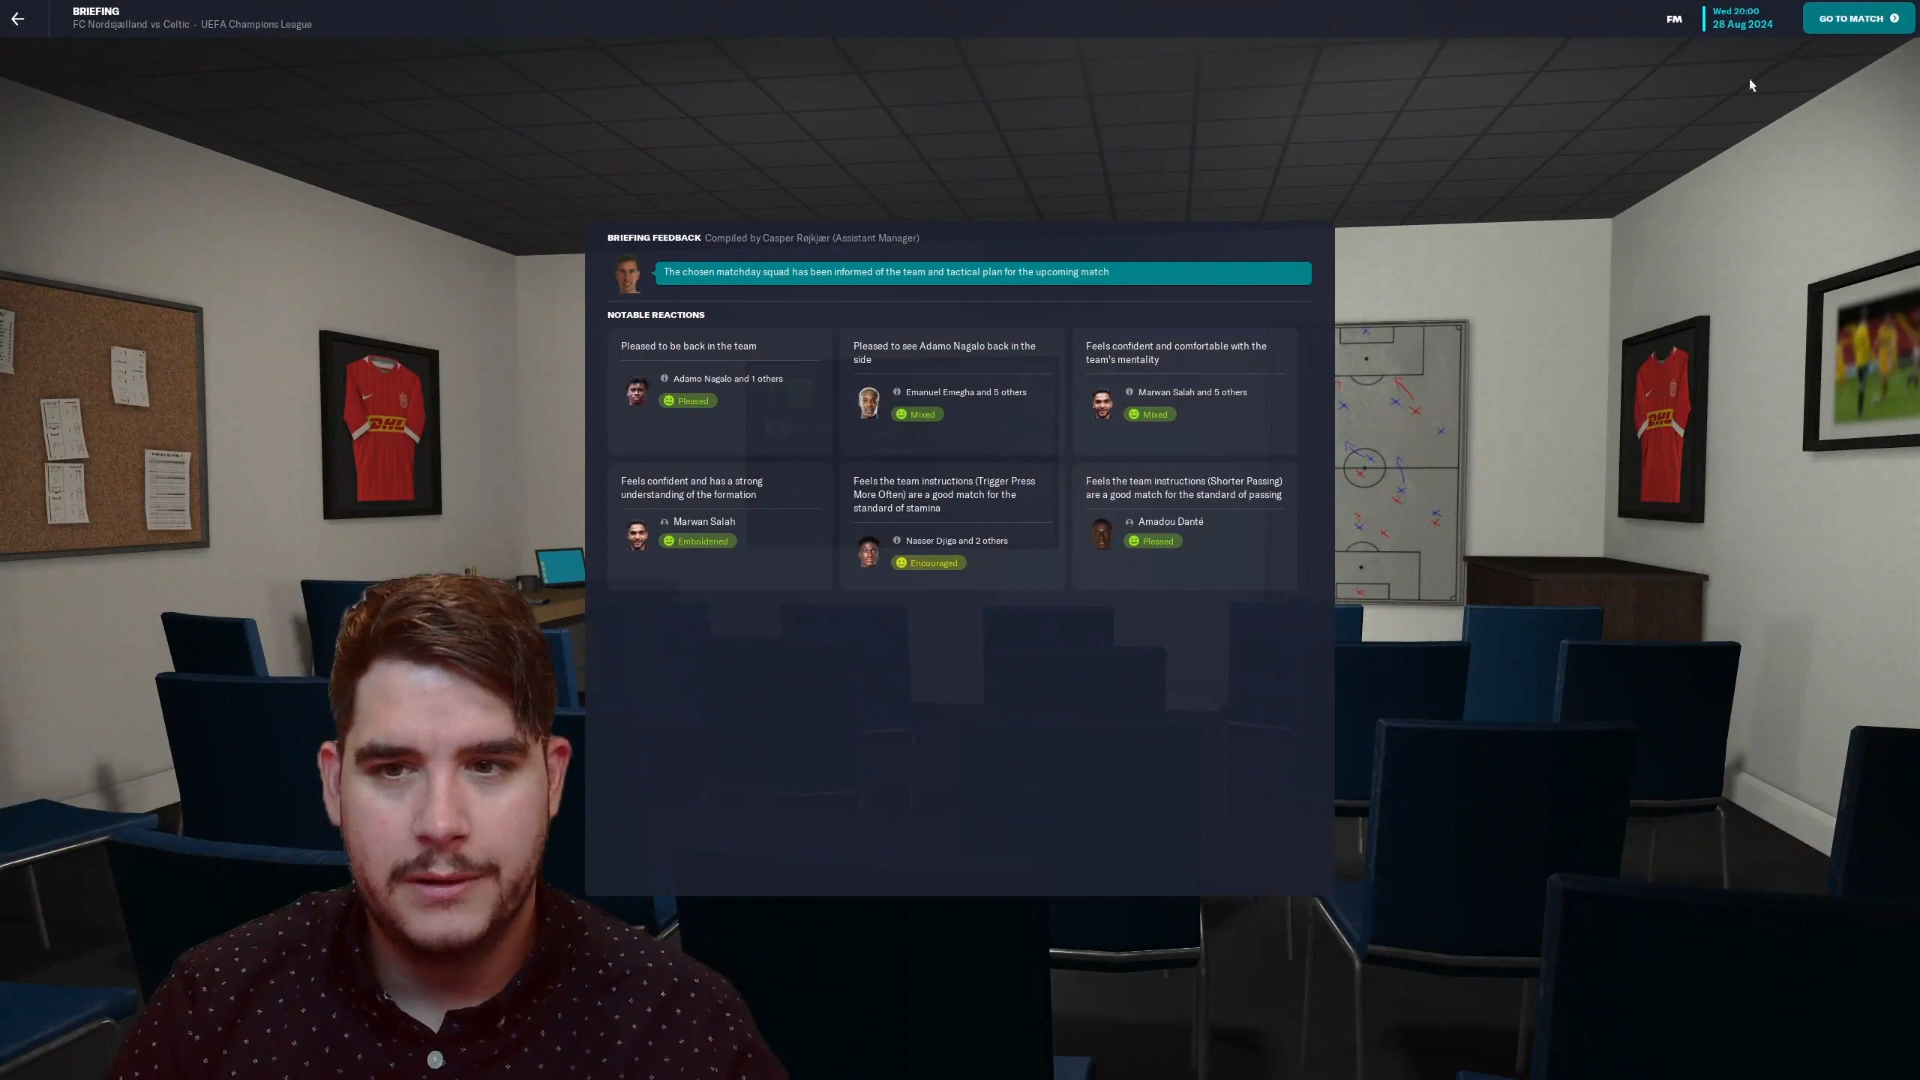 BRIEFING
FC Nordsjælland vs Celtic - UEFA Champions League
FM
Wed 20:00
28 Aug 2024
GO TO MATCH
BRIEFING FEEDBACK Compiled by Casper Røjkjær (Assistant Manager)
The chosen matchday squad has been informed of the team and tactical plan for the upcoming match
NOTABLE REACTIONS
Pleased to be back in the team
Adamo Nagalo and 1 others
Pleased
Pleased to see Adamo Nagalo back in the
side
Emanuel Emegha and 5 others
Mixed
Feels confident and comfortable with the
team's mentality
Marwan Salah and 5 others
Mixed
Feels confident and has a strong
understanding of the formation
Marwan Salah
Emboldened
Feels the team instructions (Trigger Press
More Often) are a good match for the
standard of stamina
Nasser Djiga and 2 others
Encouraged
Feels the team instructions (Shorter Passing)
are a good match for the standard of passing
Amadou Danté
Pleased
DHL
DHL